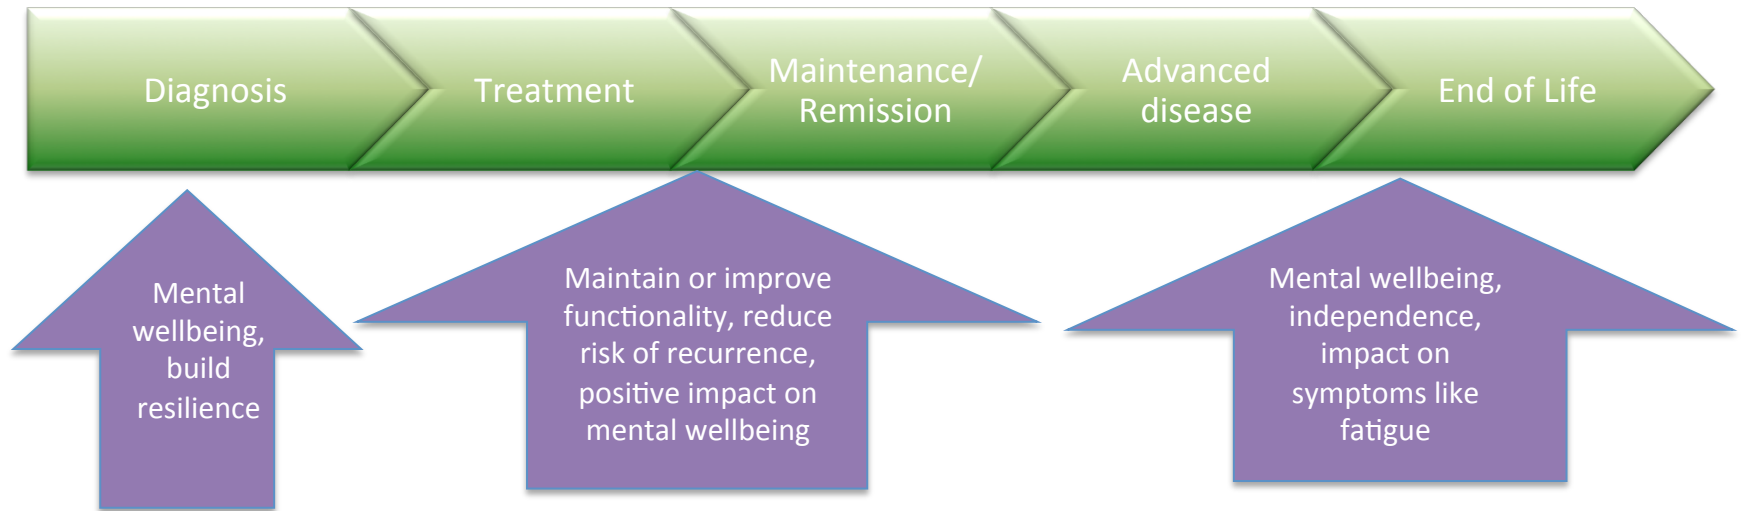 Diagnosis
Treatment
Maintenance/
Remission
Advanced
disease
End of Life
Mental
wellbeing,
build
resilience
Maintain or improve
functionality, reduce
risk of recurrence,
positive impact on
mental wellbeing
Mental wellbeing,
independence,
impact on
symptoms like
fatigue